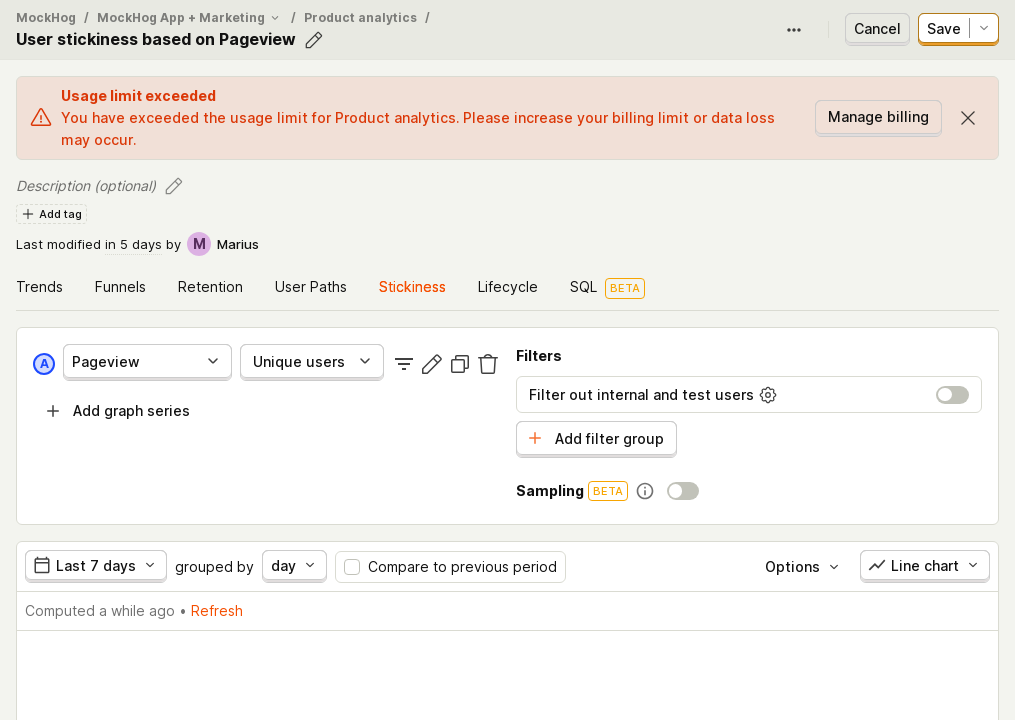 MockHog / MockHog App + Marketing / Product analytics /
User stickiness based on Pageview
Cancel
Save
Usage limit exceeded
You have exceeded the usage limit for Product analytics. Please increase your billing limit or data loss
may occur.
Manage billing
Description (optional)
Add tag
Last modified in 5 days by M Marius
Trends Funnels Retention User Paths Stickiness Lifecycle SQL BETA
A Pageview Unique users
Add graph series
Filters
Filter out internal and test users
Add filter group
Sampling BETA
Last 7 days grouped by day Compare to previous period Options Line chart
Computed a while ago • Refresh